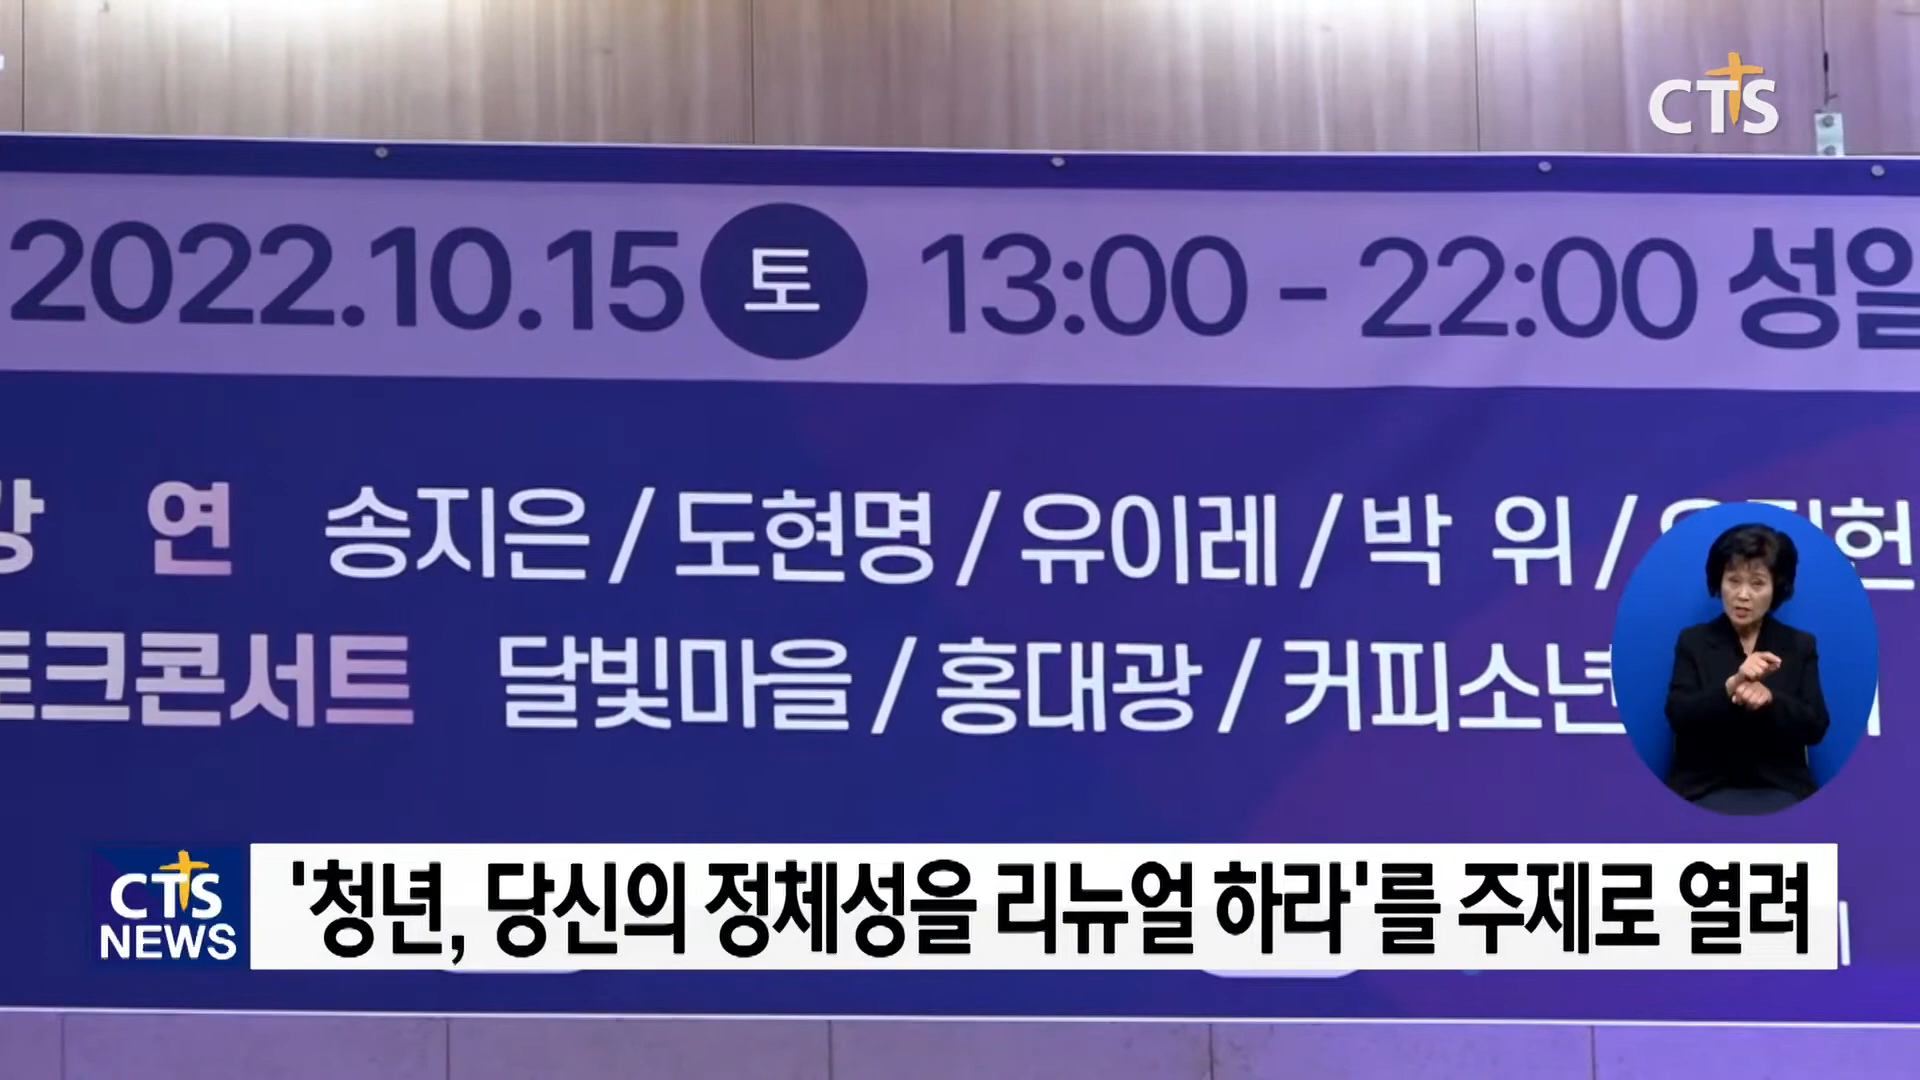 CTS
2022.10.15 토 13:00 - 22:00 성일
강 연 송지은 / 도현명 / 유이레 / 박 위 /
토크콘서트 달빛마을 / 홍대광 / 커피소년
CTS NEWS
'청년, 당신의 정체성을 리뉴얼 하라'를 주제로 열려